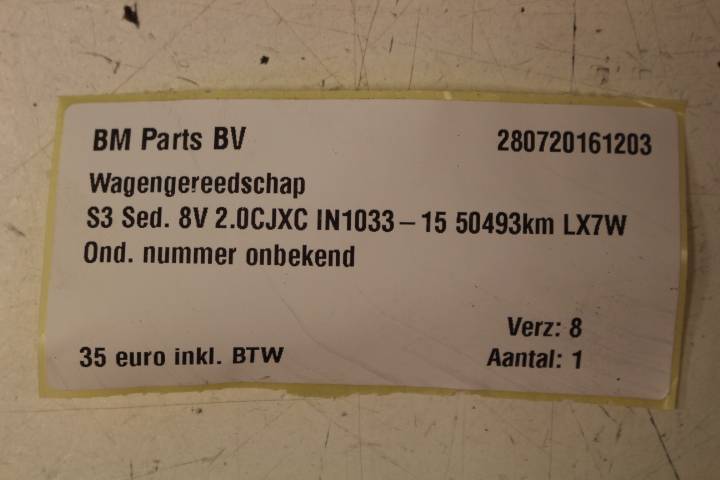 BM Parts BV 280720161203
Wagengereedschap
S3 Sed. 8V 2.0CJXC IN1033 – 15 50493km LX7W
Ond. nummer onbekend
Verz: 8
35 euro inkl. BTW Aantal: 1